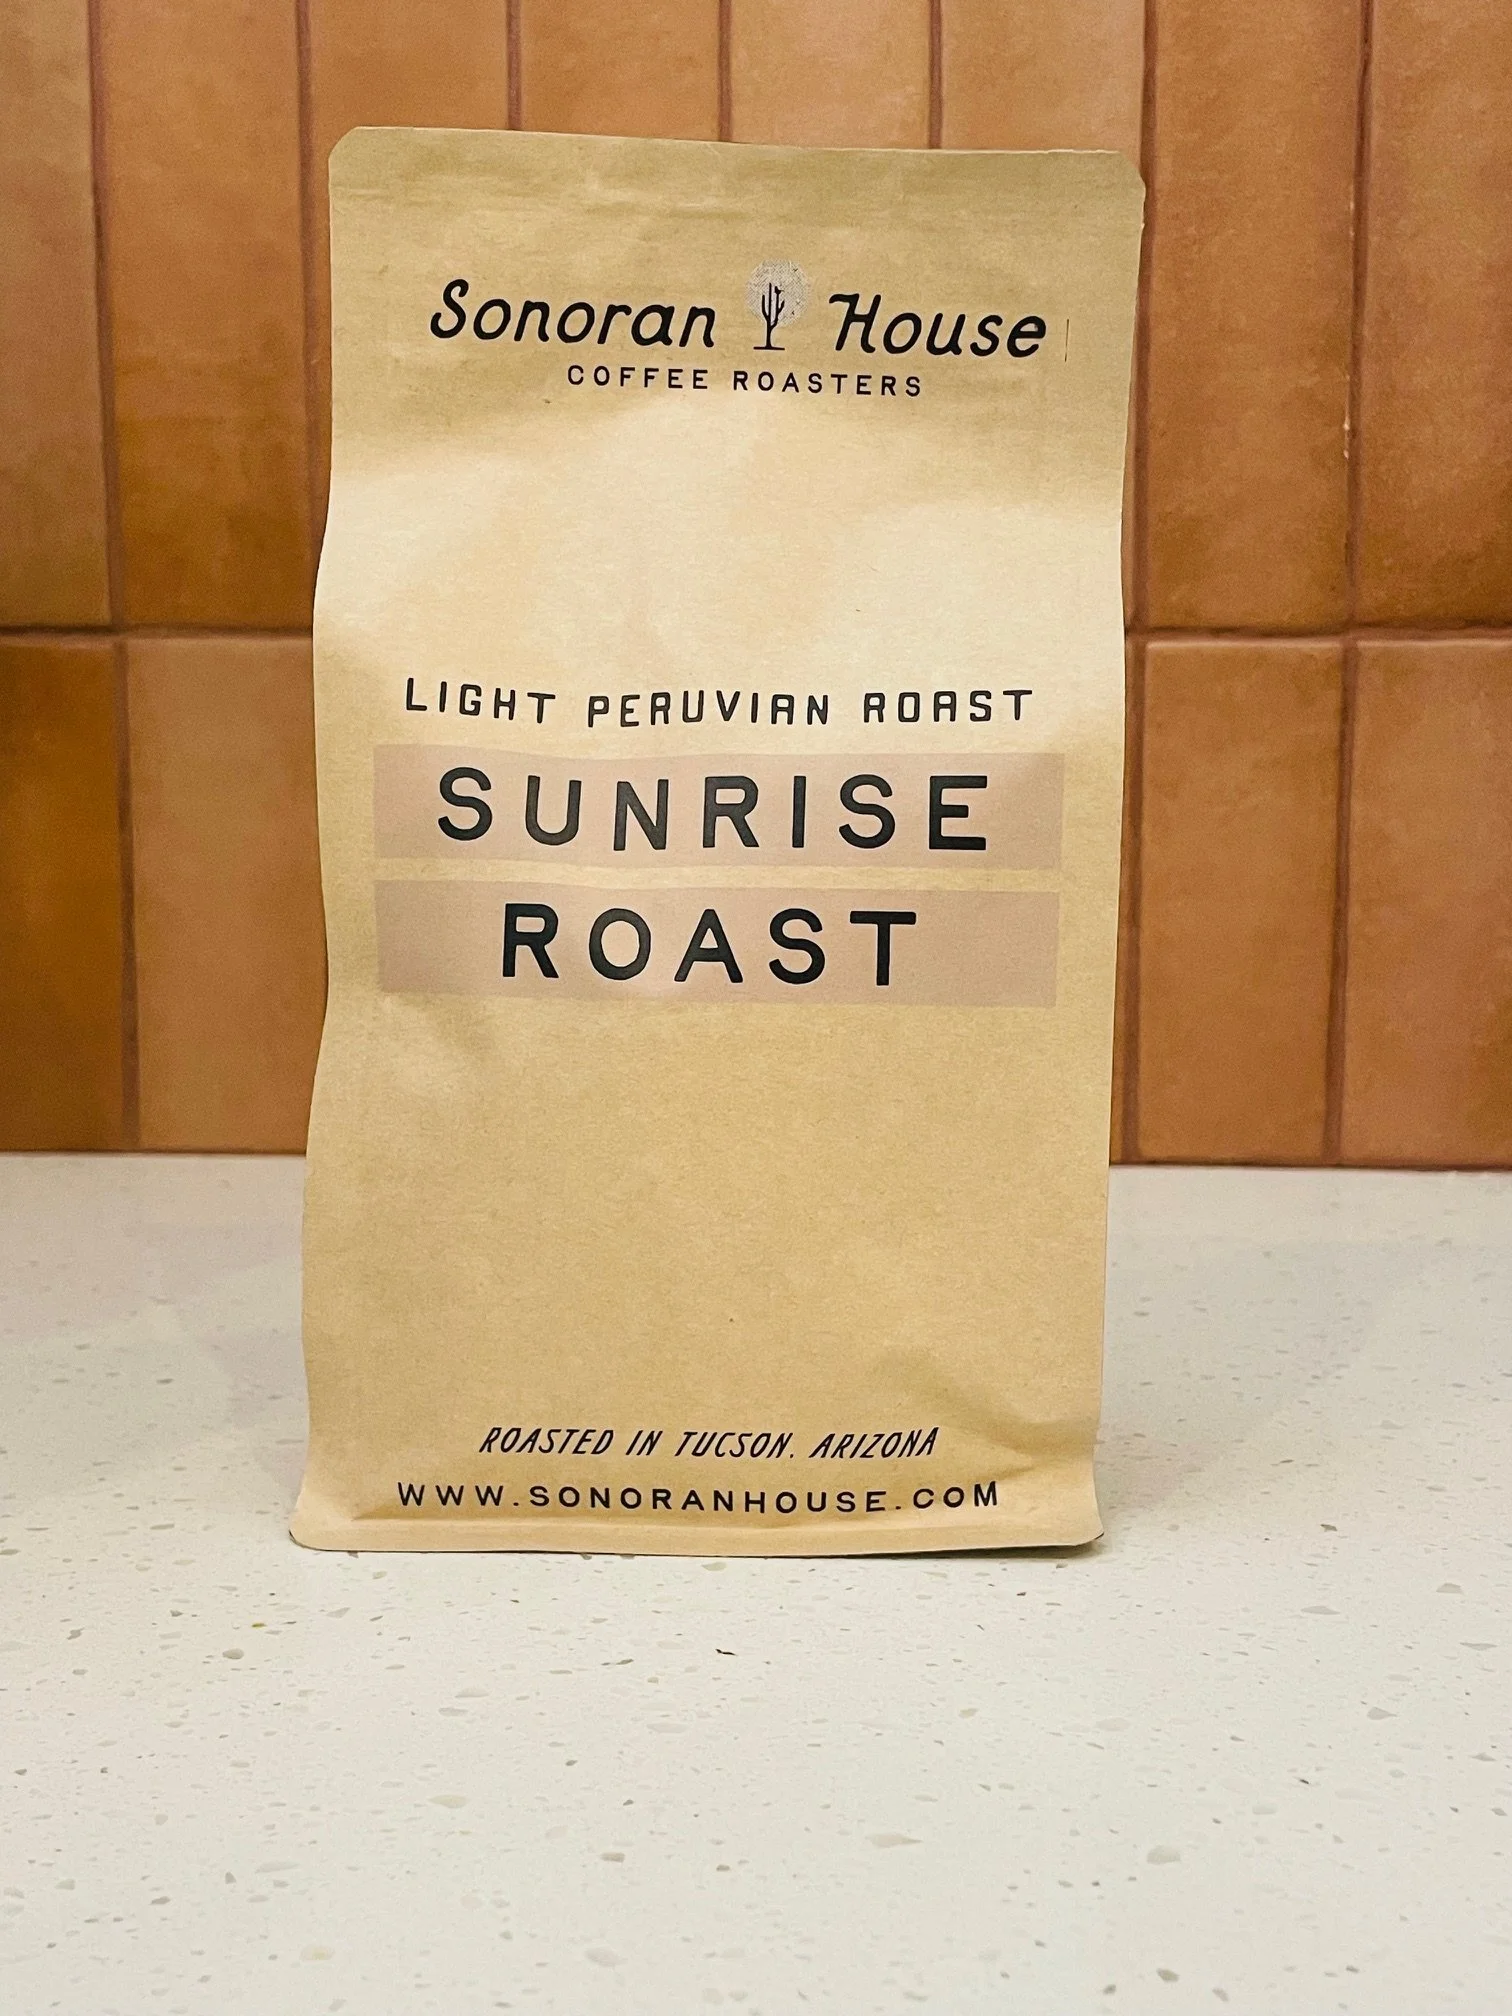 Sonoran House
COFFEE ROASTERS
LIGHT PERUVIAN ROAST
SUNRISE
ROAST
ROASTED IN TUCSON, ARIZONA
WWW.SONORANHOUSE.COM